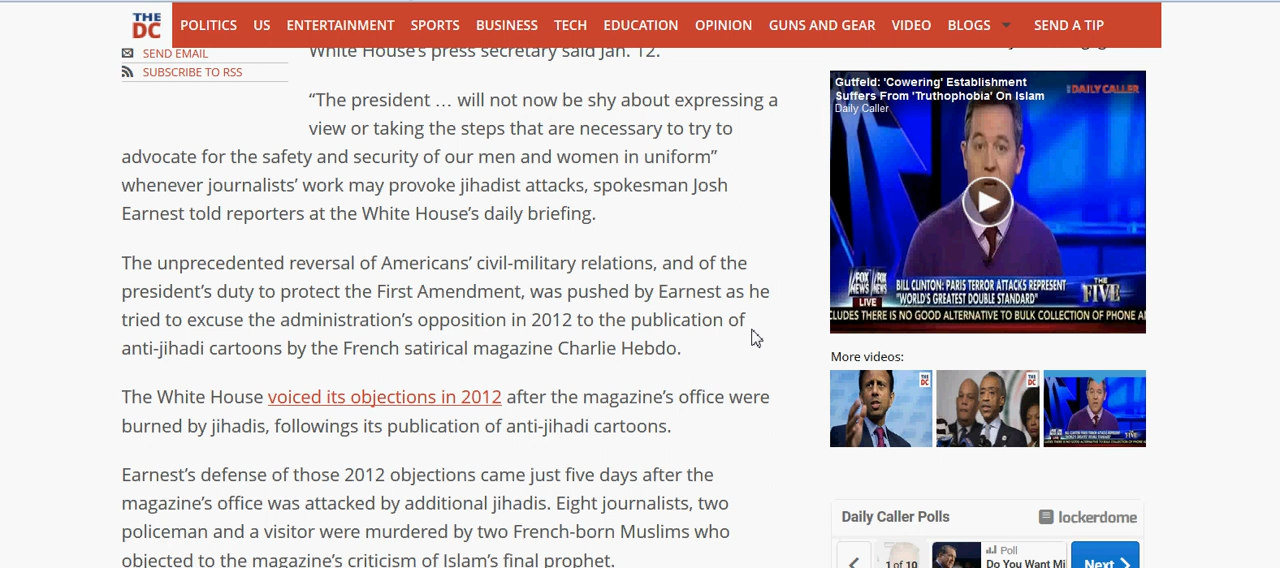 THE
DC
POLITICS
US
ENTERTAINMENT
SPORTS
BUSINESS
TECH
EDUCATION
OPINION
GUNS AND GEAR
VIDEO
BLOGS
SEND A TIP
SEND EMAIL
SUBSCRIBE TO RSS
White House's press secretary said Jan. 12.
“The president … will not now be shy about expressing a
view or taking the steps that are necessary to try to
advocate for the safety and security of our men and women in uniform”
whenever journalists’ work may provoke jihadist attacks, spokesman Josh
Earnest told reporters at the White House’s daily briefing.
The unprecedented reversal of Americans’ civil-military relations, and of the
president’s duty to protect the First Amendment, was pushed by Earnest as he
tried to excuse the administration’s opposition in 2012 to the publication of
anti-jihadi cartoons by the French satirical magazine Charlie Hebdo.
The White House voiced its objections in 2012 after the magazine’s office were
burned by jihadis, followings its publication of anti-jihadi cartoons.
Earnest’s defense of those 2012 objections came just five days after the
magazine’s office was attacked by additional jihadis. Eight journalists, two
policeman and a visitor were murdered by two French-born Muslims who
objected to the magazine’s criticism of Islam’s final prophet.
Gutfeld: 'Cowering' Establishment
Suffers From 'Truthophobia' On Islam
Daily Caller
DAILY CALLER
FOX
NEWS
LIVE
BILL CLINTON: PARIS TERROR ATTACKS REPRESENT
"WORLD'S GREATEST DOUBLE STANDARD"
THE
FIVE
CLUDES THERE IS NO GOOD ALTERNATIVE TO BULK COLLECTION OF PHONE
More videos:
THE
DC
THE
DC
Daily Caller Polls
lockerdome
1 of 10
Poll
Do You Want Mi
Next